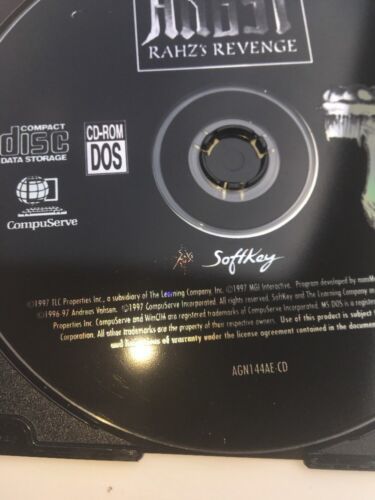 ANGST
RAHZ's REVENGE
COMPACT
disc
DATA STORAGE
CD-ROM
DOS
CompuServe
SoftKey
©1997 TLC Properties Inc., a subsidiary of The Learning Company, Inc. ©1997 MGI Interactive. Program developed by
©1996-97 Andreas Vahsen. ©1997 CompuServe Incorporated. All rights reserved. SoftKey and The Learning Company
Properties Inc. CompuServe and WinCIM are registered trademarks of CompuServe Incorporated. MS DOS is a registered
Corporation. All other trademarks are the property of their respective owners. Use of this product is subject
and limitations of warranty under the license agreement contained in the
AGN144AE-CD